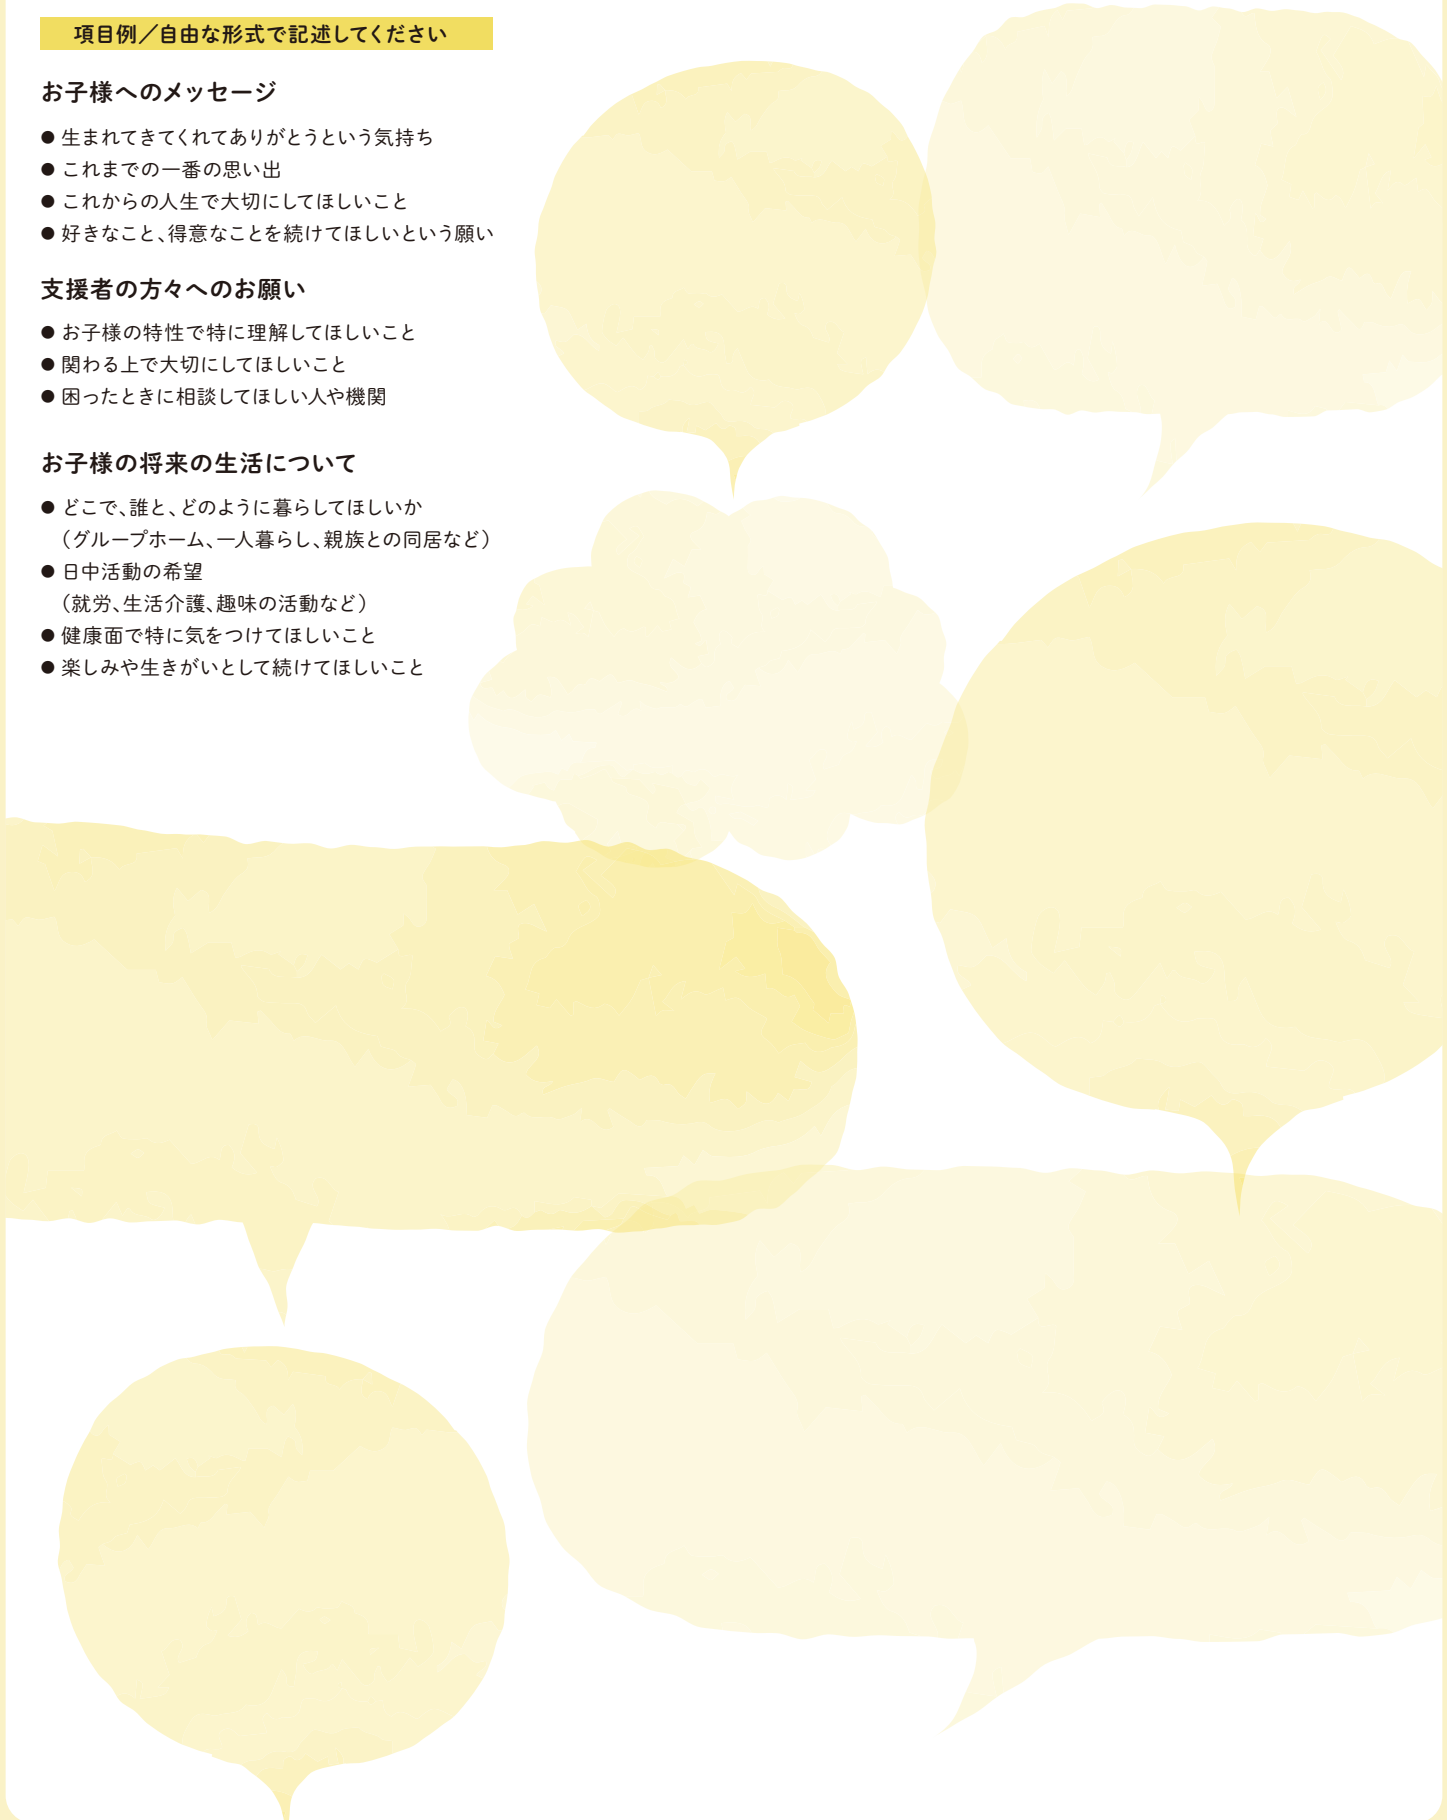 項目例／自由な形式で記述してください
お子様へのメッセージ
● 生まれてきてくれてありがとうという気持ち
● これまでの一番の思い出
● これからの人生で大切にしてほしいこと
● 好きなこと、得意なことを続けてほしいという願い
支援者の方々へのお願い
● お子様の特性で特に理解してほしいこと
● 関わる上で大切にしてほしいこと
● 困ったときに相談してほしい人や機関
お子様の将来の生活について
● どこで、誰と、どのように暮らしてほしいか
（グループホーム、一人暮らし、親族との同居など）
● 日中活動の希望
（就労、生活介護、趣味の活動など）
● 健康面で特に気をつけてほしいこと
● 楽しみや生きがいとして続けてほしいこと